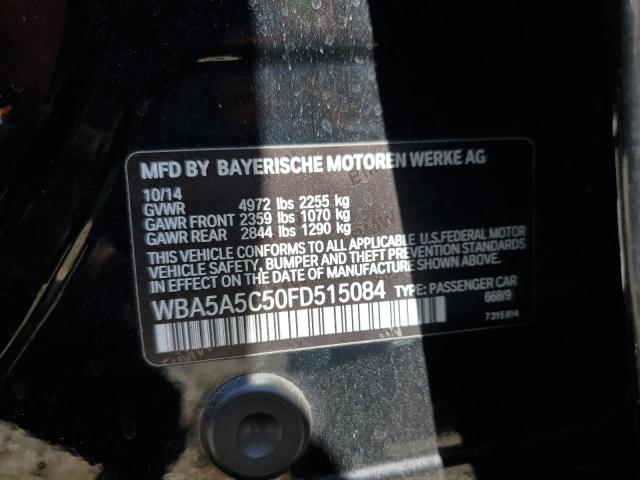 MFD BY BAYERISCHE MOTOREN WERKE AG
10/14
GVWR 4972 lbs 2255 kg
GAWR FRONT 2359 lbs 1070 kg
GAWR REAR 2844 lbs 1290 kg
THIS VEHICLE CONFORMS TO ALL APPLICABLE U.S.FEDERAL MOTOR
VEHICLE SAFETY, BUMPER AND THEFT PREVENTION STANDARDS
IN EFFECT ON THE DATE OF MANUFACTURE SHOWN ABOVE.
WBA5A5C50FD515084 TYPE: PASSENGER CAR
668/9
7 315 814